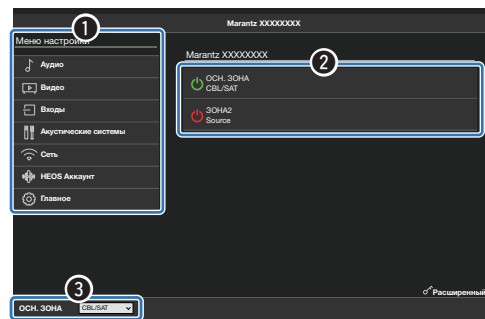 Marantz XXXXXXXX
1
Меню настройки
Аудио
Видео
Входы
Акустические системы
Сеть
HEOS Аккаунт
Главное
Marantz XXXXXXXX
2
ОСН. ЗОНА
CBL/SAT
ЗОНА2
Source
3
ОСН. ЗОНА CBL/SAT
Расширенный